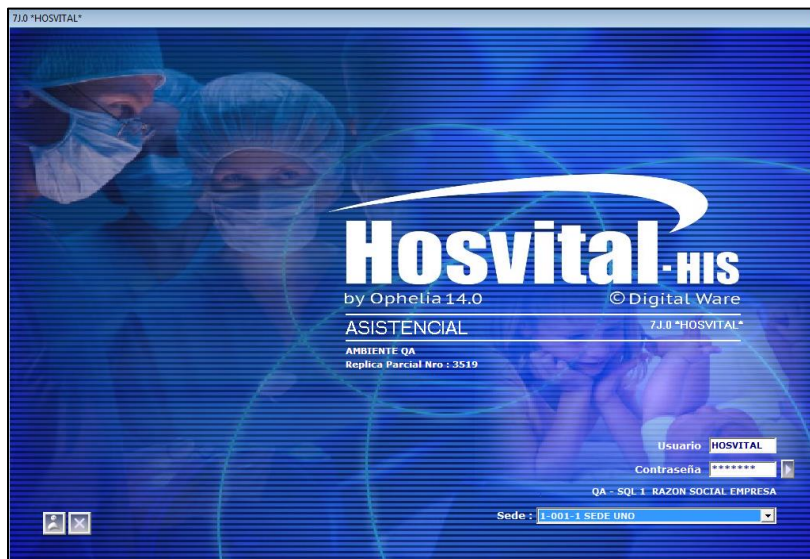 7J.0 *HOSVITAL*
Hosvital-HIS
by Ophelia 14.0 © Digital Ware
ASISTENCIAL 7J.0 *HOSVITAL*
AMBIENTE QA
Replica Parcial Nro : 3519
Usuario HOSVITAL
Contraseña *******
QA - SQL 1 RAZON SOCIAL EMPRESA
Sede : 1-001-1 SEDE UNO